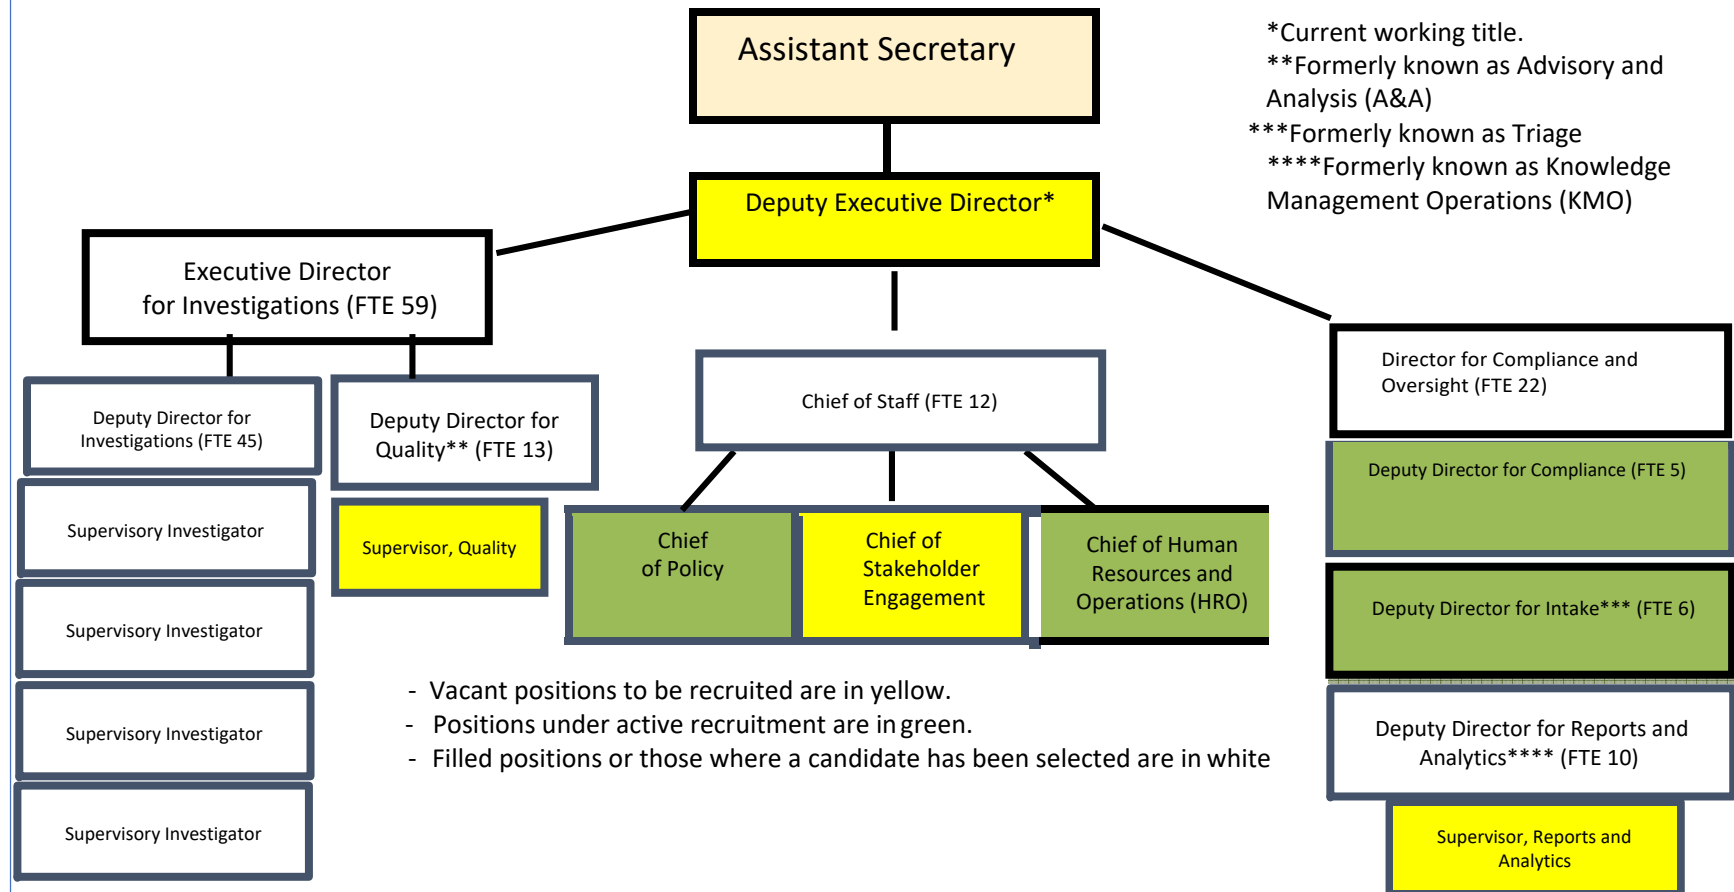 Assistant Secretary
*Current working title.
**Formerly known as Advisory and
Analysis (A&A)
***Formerly known as Triage
****Formerly known as Knowledge
Management Operations (KMO)
Deputy Executive Director*
Executive Director
for Investigations (FTE 59)
Deputy Director for
Investigations (FTE 45)
Supervisory Investigator
Supervisory Investigator
Supervisory Investigator
Supervisory Investigator
Deputy Director for
Quality** (FTE 13)
Supervisor, Quality
Chief of Staff (FTE 12)
Chief
of Policy
Chief of
Stakeholder
Engagement
Chief of Human
Resources and
Operations (HRO)
Director for Compliance and
Oversight (FTE 22)
Deputy Director for Compliance (FTE 5)
Deputy Director for Intake*** (FTE 6)
Deputy Director for Reports and
Analytics**** (FTE 10)
Supervisor, Reports and
Analytics
- Vacant positions to be recruited are in yellow.
- Positions under active recruitment are in green.
- Filled positions or those where a candidate has been selected are in white